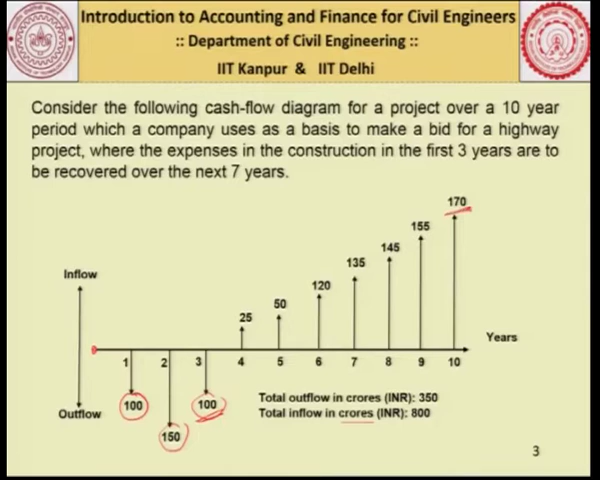 Introduction to Accounting and Finance for Civil Engineers
:: Department of Civil Engineering ::
IIT Kanpur & IIT Delhi
Consider the following cash-flow diagram for a project over a 10 year
period which a company uses as a basis to make a bid for a highway
project, where the expenses in the construction in the first 3 years are to
be recovered over the next 7 years.
170
155
145
135
120
50
25
Inflow
Years
1 2 3 4 5 6 7 8 9 10
Outflow
100
150
100
Total outflow in crores (INR): 350
Total inflow in crores (INR): 800
3